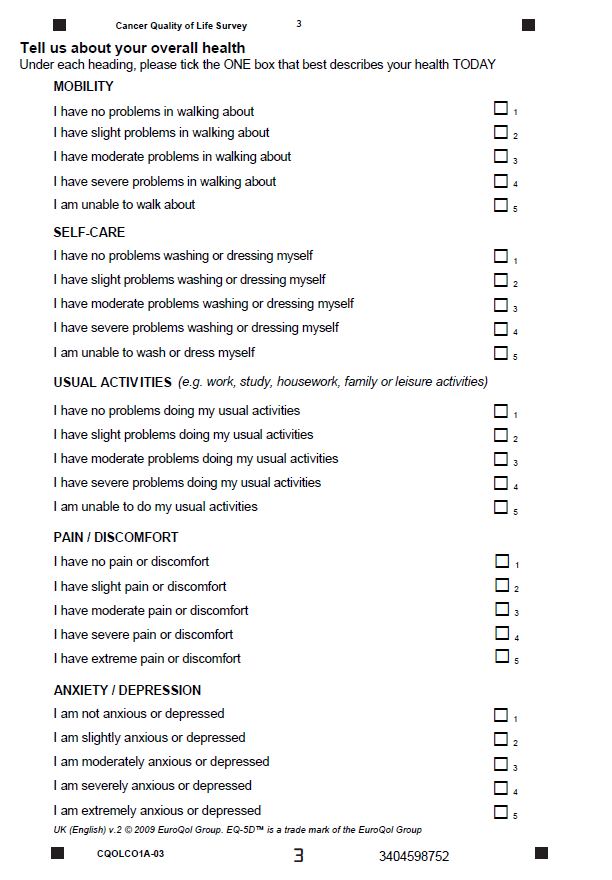 Cancer Quality of Life Survey 3
Tell us about your overall health
Under each heading, please tick the ONE box that best describes your health TODAY
MOBILITY
I have no problems in walking about 1
I have slight problems in walking about 2
I have moderate problems in walking about 3
I have severe problems in walking about 4
I am unable to walk about 5
SELF-CARE
I have no problems washing or dressing myself 1
I have slight problems washing or dressing myself 2
I have moderate problems washing or dressing myself 3
I have severe problems washing or dressing myself 4
I am unable to wash or dress myself 5
USUAL ACTIVITIES (e.g. work, study, housework, family or leisure activities)
I have no problems doing my usual activities 1
I have slight problems doing my usual activities 2
I have moderate problems doing my usual activities 3
I have severe problems doing my usual activities 4
I am unable to do my usual activities 5
PAIN / DISCOMFORT
I have no pain or discomfort 1
I have slight pain or discomfort 2
I have moderate pain or discomfort 3
I have severe pain or discomfort 4
I have extreme pain or discomfort 5
ANXIETY / DEPRESSION
I am not anxious or depressed 1
I am slightly anxious or depressed 2
I am moderately anxious or depressed 3
I am severely anxious or depressed 4
I am extremely anxious or depressed 5
UK (English) v.2 © 2009 EuroQol Group. EQ-5D™ is a trade mark of the EuroQol Group
CQOLCO1A-03 3 3404598752